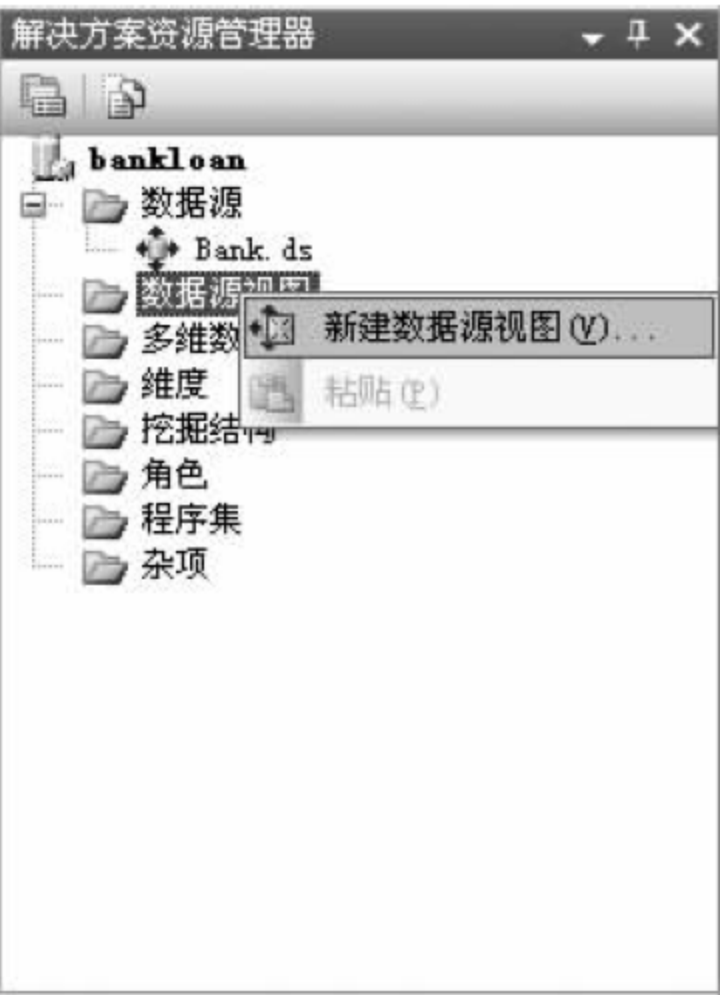 解决方案资源管理器
bankloan
数据源
Bank.ds
数据源视图
新建数据源视图(V)...
多维数
维度
粘贴(P)
挖掘结构
角色
程序集
杂项